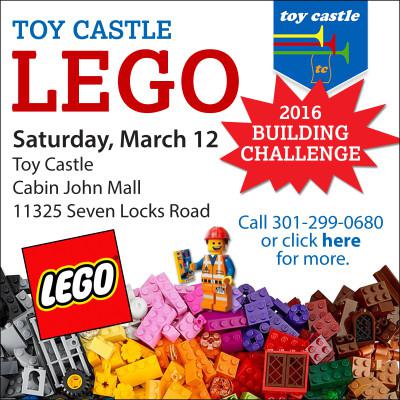 toy castle
tc
TOY CASTLE
LEGO
2016
BUILDING
CHALLENGE
Saturday, March 12
Toy Castle
Cabin John Mall
11325 Seven Locks Road
Call 301-299-0680
or click here
for more.
LEGO